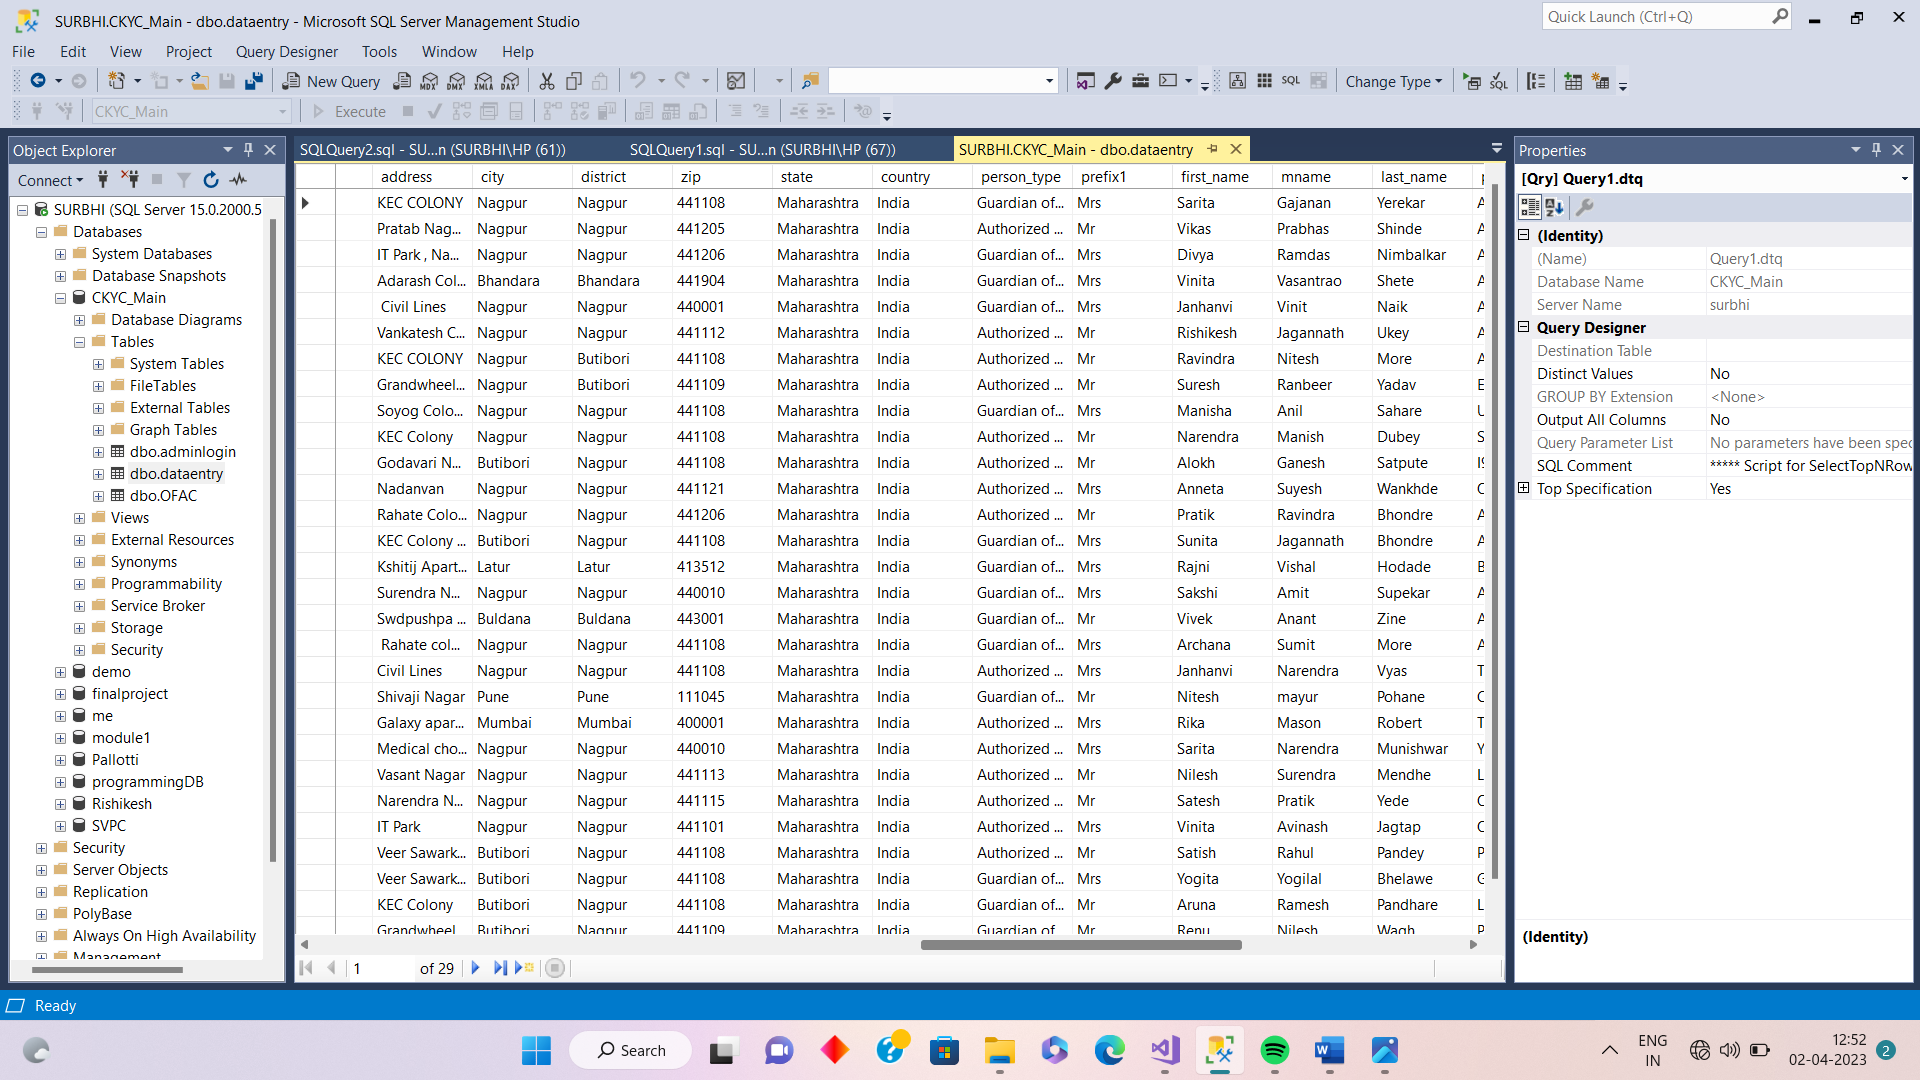 SURBHI.CKYC_Main - dbo.dataentry - Microsoft SQL Server Management Studio
Quick Launch (Ctrl+Q)
File Edit View Project Query Designer Tools Window Help
New Query MDX DMX XMLA DAX SQL Change Type SQL
CKYC_Main Execute
Object Explorer
SQLQuery2.sql - SU...n (SURBHI\HP (61)) SQLQuery1.sql - SU...n (SURBHI\HP (67)) SURBHI.CKYC_Main - dbo.dataentry
Connect
SURBHI (SQL Server 15.0.2000.5
Databases
System Databases
Database Snapshots
CKYC_Main
Database Diagrams
Tables
System Tables
FileTables
External Tables
Graph Tables
dbo.adminlogin
dbo.dataentry
dbo.OFAC
Views
External Resources
Synonyms
Programmability
Service Broker
Storage
Security
demo
finalproject
me
module1
Pallotti
programmingDB
Rishikesh
SVPC
Security
Server Objects
Replication
PolyBase
Always On High Availability
Management
address city district zip state country person_type prefix1 first_name mname last_name
KEC COLONY Nagpur Nagpur 441108 Maharashtra India Guardian of... Mrs Sarita Gajanan Yerekar A
Pratab Nag... Nagpur Nagpur 441205 Maharashtra India Authorized ... Mr Vikas Prabhas Shinde A
IT Park , Na... Nagpur Nagpur 441206 Maharashtra India Guardian of... Mrs Divya Ramdas Nimbalkar A
Adarash Col... Bhandara Bhandara 441904 Maharashtra India Guardian of... Mrs Vinita Vasantrao Shete A
Civil Lines Nagpur Nagpur 440001 Maharashtra India Guardian of... Mrs Janhanvi Vinit Naik A
Vankatesh C... Nagpur Nagpur 441112 Maharashtra India Authorized ... Mr Rishikesh Jagannath Ukey A
KEC COLONY Nagpur Butibori 441108 Maharashtra India Authorized ... Mr Ravindra Nitesh More A
Grandwheel... Nagpur Butibori 441109 Maharashtra India Authorized ... Mr Suresh Ranbeer Yadav E
Soyog Colo... Nagpur Nagpur 441108 Maharashtra India Guardian of... Mrs Manisha Anil Sahare U
KEC Colony Nagpur Nagpur 441108 Maharashtra India Authorized ... Mr Narendra Manish Dubey S
Godavari N... Butibori Nagpur 441108 Maharashtra India Authorized ... Mr Alokh Ganesh Satpute I9
Nadanvan Nagpur Nagpur 441121 Maharashtra India Authorized ... Mrs Anneta Suyesh Wankhde C
Rahate Colo... Nagpur Nagpur 441206 Maharashtra India Authorized ... Mr Pratik Ravindra Bhondre A
KEC Colony ... Butibori Nagpur 441108 Maharashtra India Guardian of... Mrs Sunita Jagannath Bhondre A
Kshitij Apart... Latur Latur 413512 Maharashtra India Guardian of... Mrs Rajni Vishal Hodade B
Surendra N... Nagpur Nagpur 440010 Maharashtra India Guardian of... Mrs Sakshi Amit Supekar A
Swdpushpa ... Buldana Buldana 443001 Maharashtra India Guardian of... Mr Vivek Anant Zine A
Rahate col... Nagpur Nagpur 441108 Maharashtra India Guardian of... Mrs Archana Sumit More A
Civil Lines Nagpur Nagpur 441108 Maharashtra India Authorized ... Mrs Janhanvi Narendra Vyas T
Shivaji Nagar Pune Pune 111045 Maharashtra India Guardian of... Mr Nitesh mayur Pohane C
Galaxy apar... Mumbai Mumbai 400001 Maharashtra India Authorized ... Mrs Rika Mason Robert T
Medical cho... Nagpur Nagpur 440010 Maharashtra India Authorized ... Mrs Sarita Narendra Munishwar Y
Vasant Nagar Nagpur Nagpur 441113 Maharashtra India Authorized ... Mr Nilesh Surendra Mendhe L
Narendra N... Nagpur Nagpur 441115 Maharashtra India Authorized ... Mr Satesh Pratik Yede C
IT Park Nagpur Nagpur 441101 Maharashtra India Authorized ... Mrs Vinita Avinash Jagtap C
Veer Sawark... Butibori Nagpur 441108 Maharashtra India Authorized ... Mr Satish Rahul Pandey P
Veer Sawark... Butibori Nagpur 441108 Maharashtra India Guardian of... Mrs Yogita Yogilal Bhelawe G
KEC Colony Butibori Nagpur 441108 Maharashtra India Guardian of... Mr Aruna Ramesh Pandhare L
Grandwheel Butibori Nagpur 441109 Maharashtra India Guardian of... Mr Renu Nilesh Wagh P
1 of 29
Properties
[Qry] Query1.dtq
(Identity)
(Name) Query1.dtq
Database Name CKYC_Main
Server Name surbhi
Query Designer
Destination Table
Distinct Values No
GROUP BY Extension <None>
Output All Columns No
Query Parameter List No parameters have been spec
SQL Comment ***** Script for SelectTopNRow
Top Specification Yes
(Identity)
Ready
Search
ENG
IN
12:52
02-04-2023
2